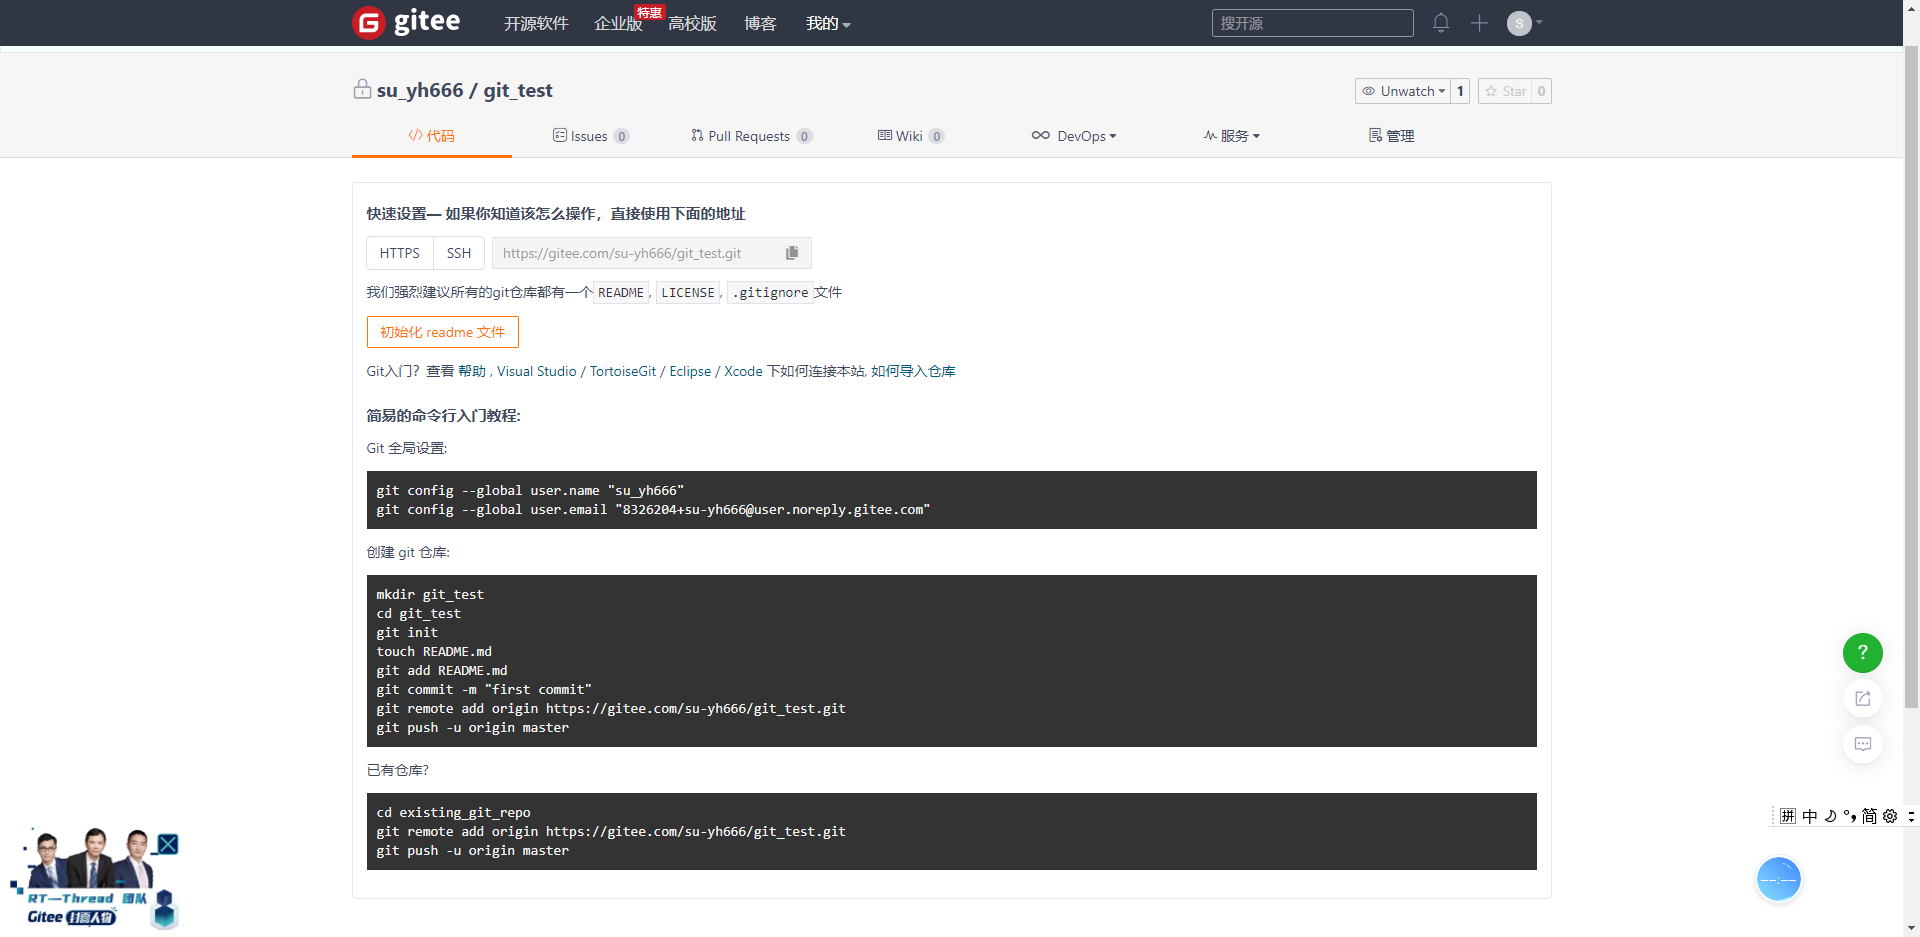 gitee 开源软件 企业版 特惠 高校版 博客 我的 搜开源 S
su_yh666 / git_test Unwatch 1 Star 0
代码 Issues 0 Pull Requests 0 Wiki 0 DevOps 服务 管理
快速设置— 如果你知道该怎么操作，直接使用下面的地址
HTTPS SSH https://gitee.com/su-yh666/git_test.git
我们强烈建议所有的git仓库都有一个 README , LICENSE , .gitignore 文件
初始化 readme 文件
Git入门？查看 帮助 , Visual Studio / TortoiseGit / Eclipse / Xcode 下如何连接本站, 如何导入仓库
简易的命令行入门教程:
Git 全局设置:
git config --global user.name "su_yh666"
git config --global user.email "8326204+su-yh666@user.noreply.gitee.com"
创建 git 仓库:
mkdir git_test
cd git_test
git init
touch README.md
git add README.md
git commit -m "first commit"
git remote add origin https://gitee.com/su-yh666/git_test.git
git push -u origin master
已有仓库?
cd existing_git_repo
git remote add origin https://gitee.com/su-yh666/git_test.git
git push -u origin master
?
拼 中 简
RT—Thread 团队
Gitee 封面人物
--:--